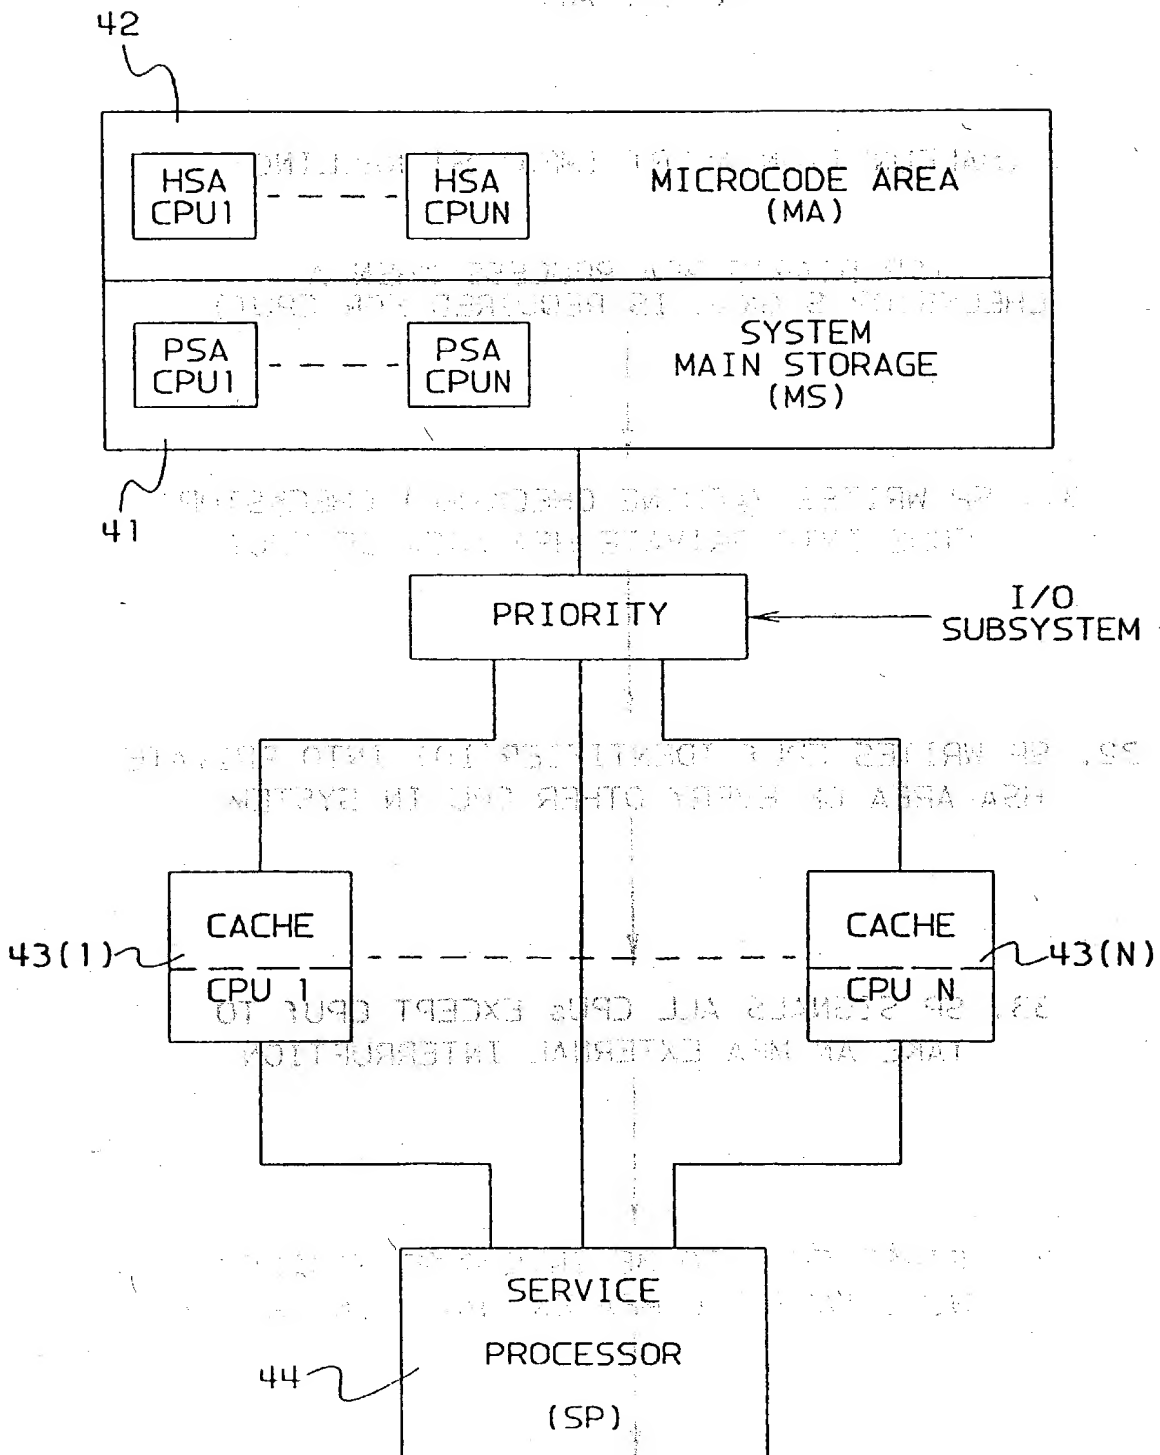 42
HSA
CPU1
HSA
CPUN
MICROCODE AREA
(MA)
PSA
CPU1
PSA
CPUN
SYSTEM
MAIN STORAGE
(MS)
41
PRIORITY
I/O
SUBSYSTEM
CACHE
CPU 1
43(1)
CACHE
CPU N
43(N)
SERVICE
PROCESSOR
(SP)
44